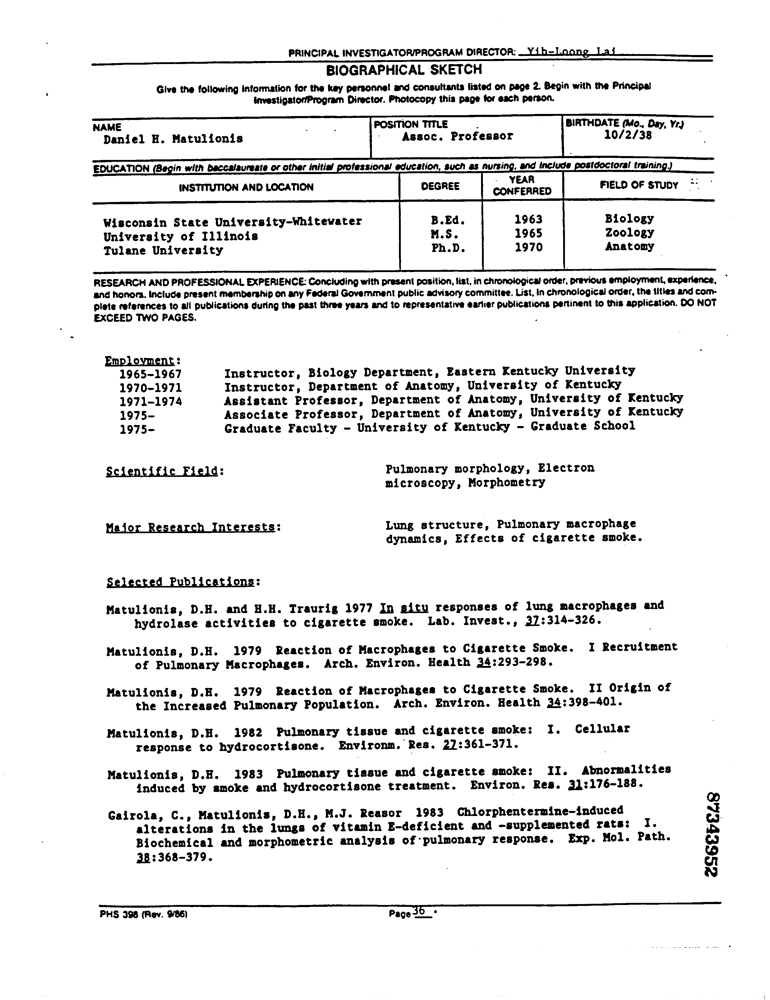 PRINCIPAL INVESTIGATOR/PROGRAM DIRECTOR: Yih-Loong Lai
BIOGRAPHICAL SKETCH
Give the following information for the key personnel and consultants listed on page 2. Begin with the Principal
Investigator/Program Director. Photocopy this page for each person.
NAME POSITION TITLE BIRTHDATE (Mo., Day, Yr.)
Daniel H. Matulionis Assoc. Professor 10/2/38
EDUCATION (Begin with baccalaureate or other initial professional education, such as nursing, and include postdoctoral training.)
INSTITUTION AND LOCATION DEGREE YEAR CONFERRED FIELD OF STUDY
Wisconsin State University-Whitewater B.Ed. 1963 Biology
University of Illinois M.S. 1965 Zoology
Tulane University Ph.D. 1970 Anatomy
RESEARCH AND PROFESSIONAL EXPERIENCE: Concluding with present position, list, in chronological order, previous employment, experience,
and honors. Include present membership on any Federal Government public advisory committee. List, in chronological order, the titles and com-
plete references to all publications during the past three years and to representative earlier publications pertinent to this application. DO NOT
EXCEED TWO PAGES.
Employment:
1965-1967 Instructor, Biology Department, Eastern Kentucky University
1970-1971 Instructor, Department of Anatomy, University of Kentucky
1971-1974 Assistant Professor, Department of Anatomy, University of Kentucky
1975- Associate Professor, Department of Anatomy, University of Kentucky
1975- Graduate Faculty - University of Kentucky - Graduate School
Scientific Field: Pulmonary morphology, Electron
microscopy, Morphometry
Major Research Interests: Lung structure, Pulmonary macrophage
dynamics, Effects of cigarette smoke.
Selected Publications:
Matulionis, D.H. and H.H. Traurig 1977 In situ responses of lung macrophages and
hydrolase activities to cigarette smoke. Lab. Invest., 37:314-326.
Matulionis, D.H. 1979 Reaction of Macrophages to Cigarette Smoke. I Recruitment
of Pulmonary Macrophages. Arch. Environ. Health 34:293-298.
Matulionis, D.H. 1979 Reaction of Macrophages to Cigarette Smoke. II Origin of
the Increased Pulmonary Population. Arch. Environ. Health 34:398-401.
Matulionis, D.H. 1982 Pulmonary tissue and cigarette smoke: I. Cellular
response to hydrocortisone. Environm. Res. 27:361-371.
Matulionis, D.H. 1983 Pulmonary tissue and cigarette smoke: II. Abnormalities
induced by smoke and hydrocortisone treatment. Environ. Res. 31:176-188.
Gairola, C., Matulionis, D.H., M.J. Reasor 1983 Chlorphentermine-induced
alterations in the lungs of vitamin E-deficient and -supplemented rats: I.
Biochemical and morphometric analysis of pulmonary response. Exp. Mol. Path.
38:368-379.
87343952
PHS 398 (Rev. 9/86) Page 36